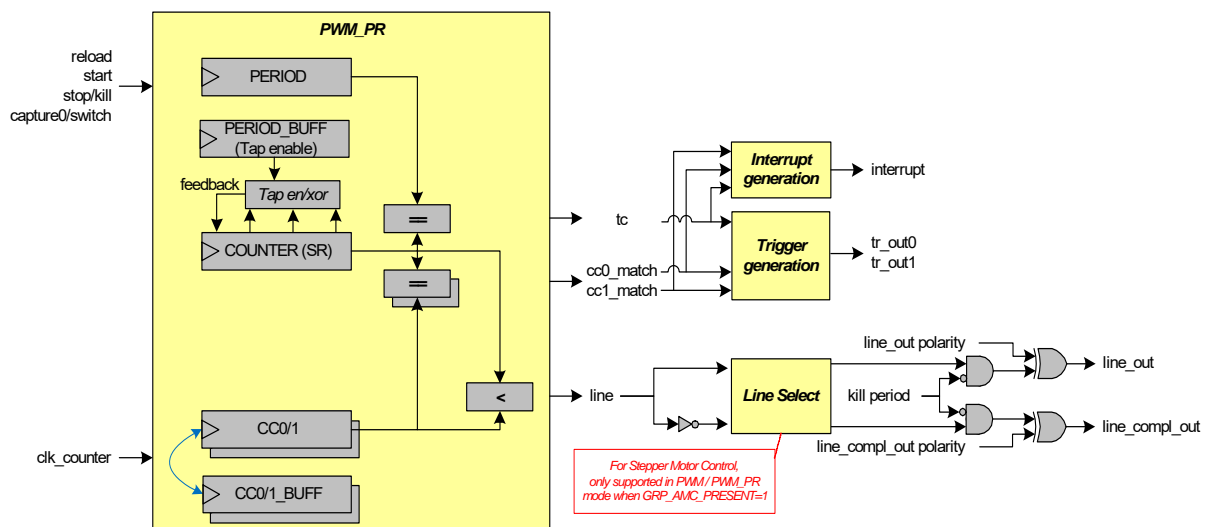 PWM_PR
reload
start
stop/kill
capture0/switch
PERIOD
PERIOD_BUFF
(Tap enable)
feedback
Tap en/xor
COUNTER (SR)
==
==
<
CC0/1
CC0/1_BUFF
clk_counter
tc
cc0_match
cc1_match
Interrupt
generation
interrupt
Trigger
generation
tr_out0
tr_out1
line
Line Select
line_out polarity
kill period
line_compl_out polarity
line_out
line_compl_out
For Stepper Motor Control,
only supported in PWM / PWM_PR
mode when GRP_AMC_PRESENT=1